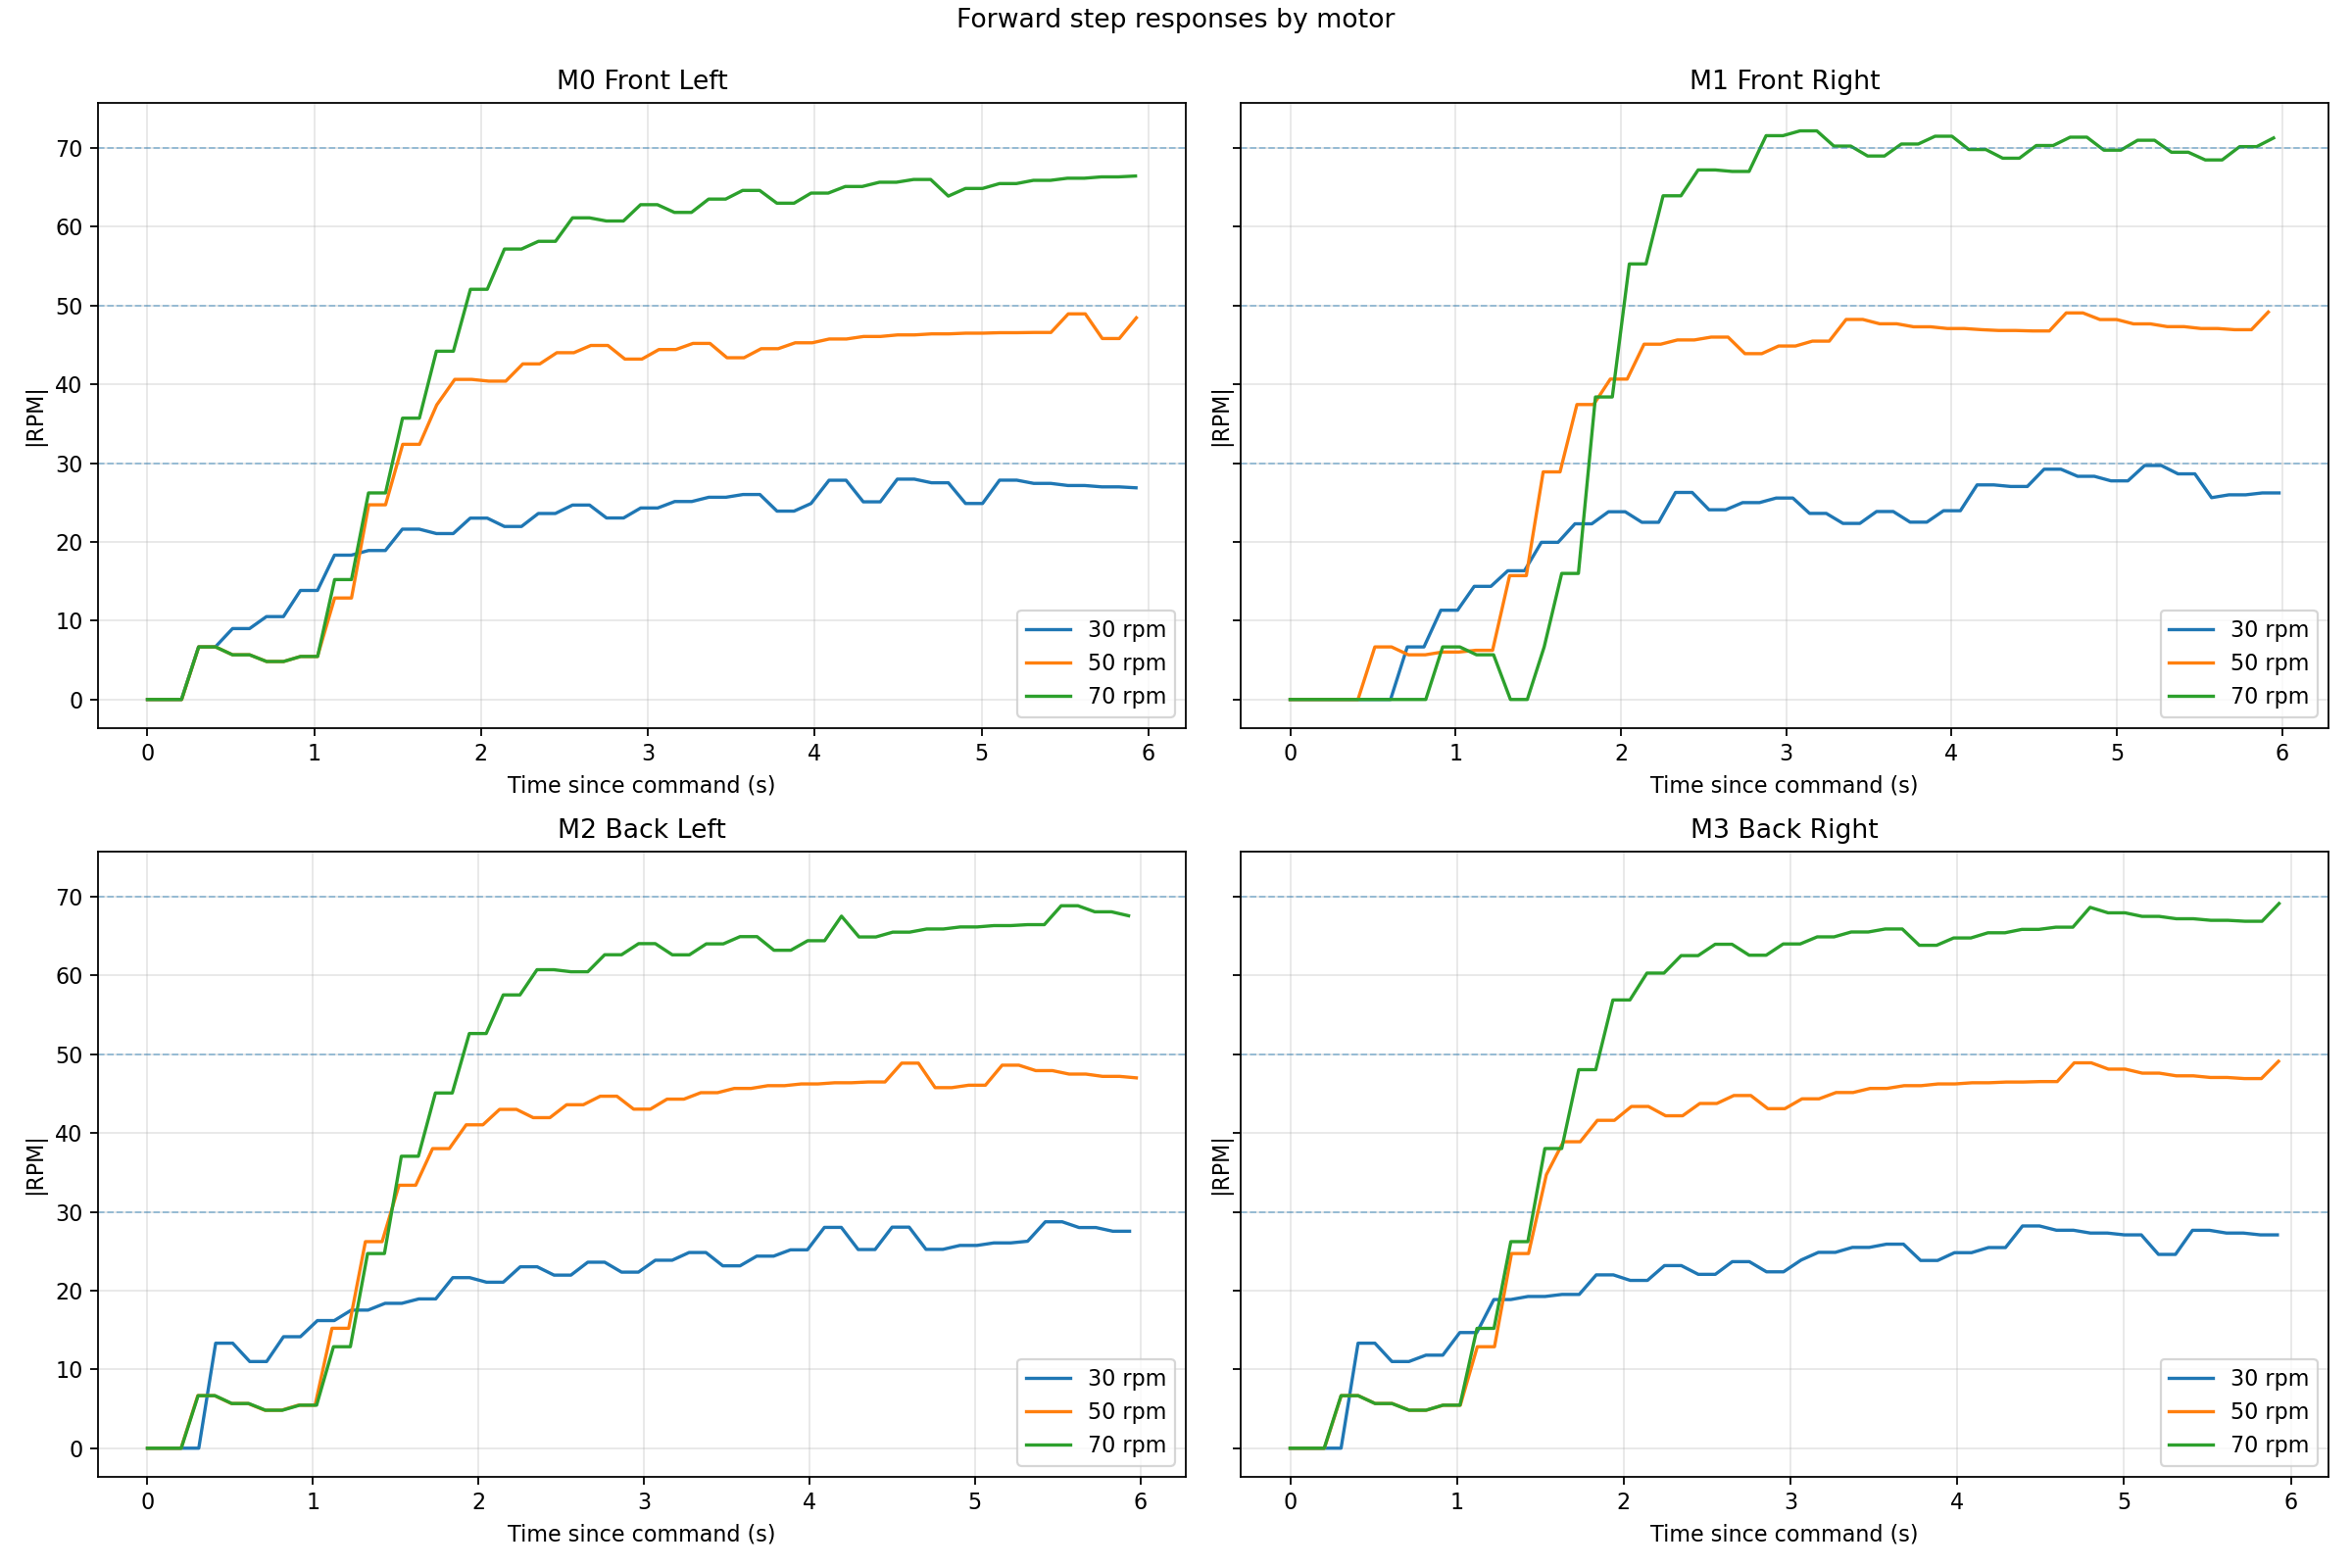 Forward step responses by motor
M0 Front Left
|RPM|
70
60
50
40
30
20
10
0
30 rpm
50 rpm
70 rpm
0 1 2 3 4 5 6
Time since command (s)
M1 Front Right
|RPM|
30 rpm
50 rpm
70 rpm
0 1 2 3 4 5 6
Time since command (s)
M2 Back Left
|RPM|
70
60
50
40
30
20
10
0
30 rpm
50 rpm
70 rpm
0 1 2 3 4 5 6
Time since command (s)
M3 Back Right
|RPM|
30 rpm
50 rpm
70 rpm
0 1 2 3 4 5 6
Time since command (s)